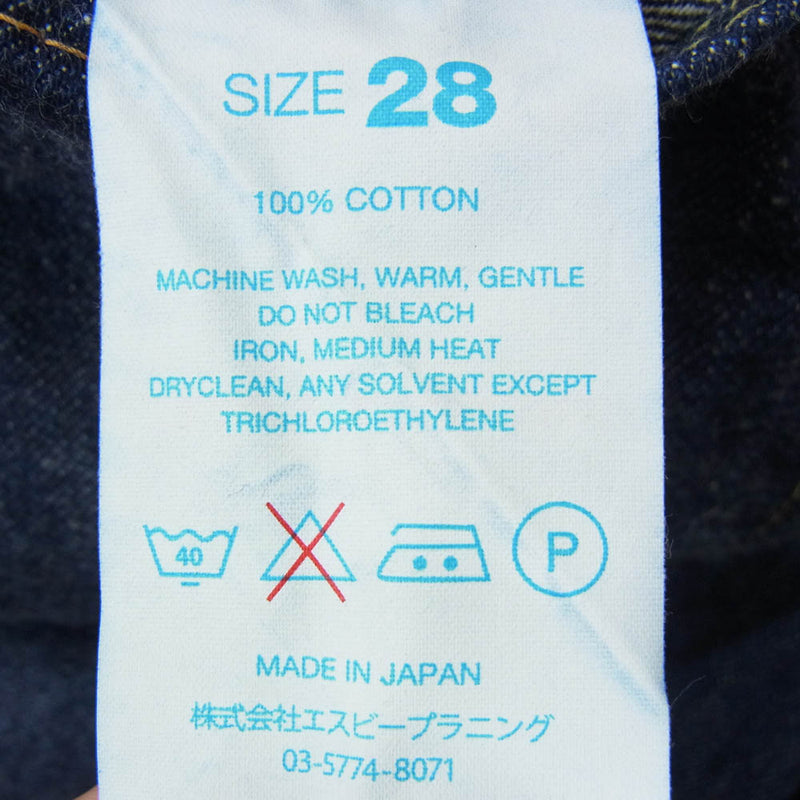 SIZE 28
100% COTTON
MACHINE WASH, WARM, GENTLE
DO NOT BLEACH
IRON, MEDIUM HEAT
DRYCLEAN, ANY SOLVENT EXCEPT
TRICHLOROETHYLENE
40 P
MADE IN JAPAN
株式会社エスビープラニング
03-5774-8071